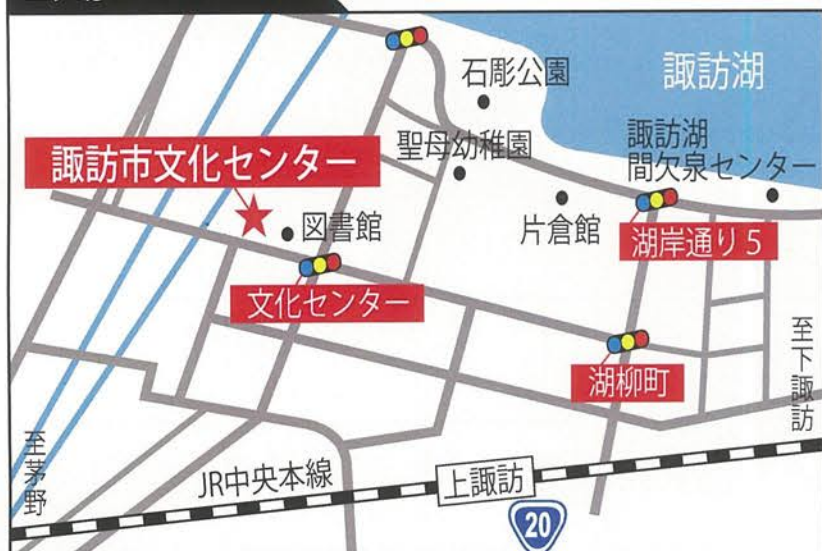 石彫公園
諏訪湖
聖母幼稚園
諏訪湖
間欠泉センター
諏訪市文化センター
図書館
片倉館
湖岸通り5
文化センター
湖柳町
至下諏訪
至茅野
JR中央本線
上諏訪
20